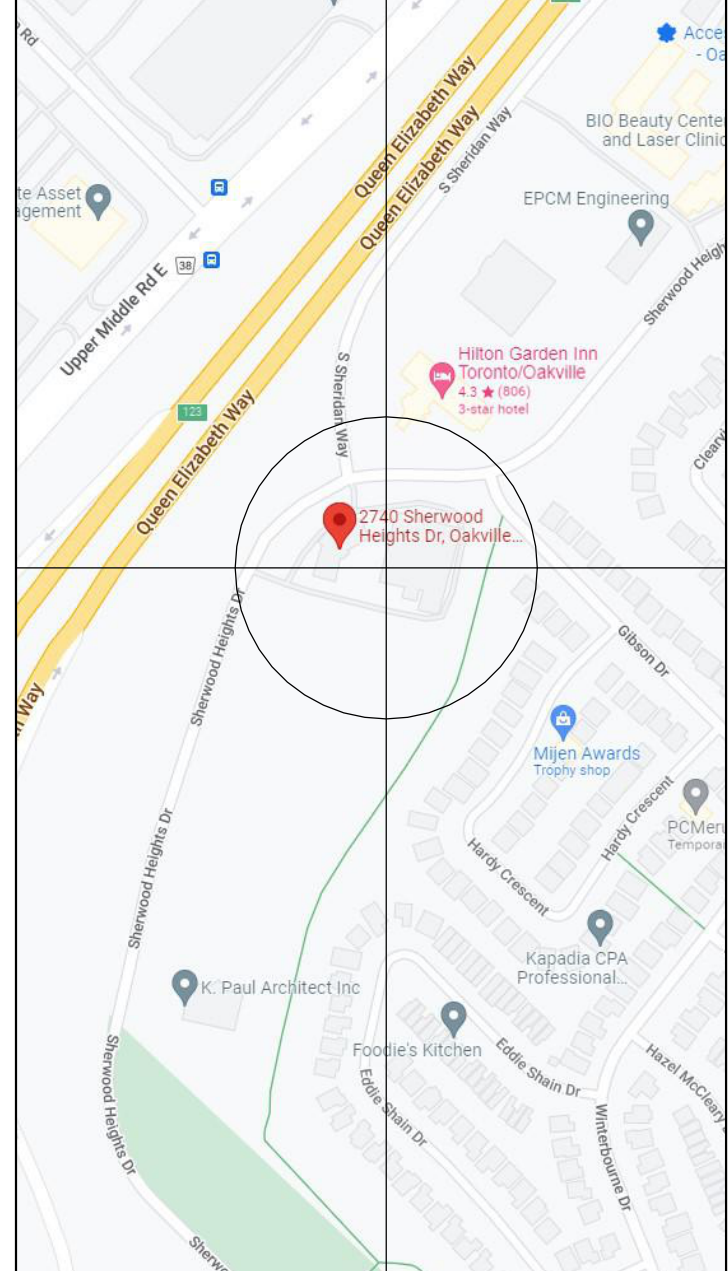 Rd
Queen Elizabeth Way
Queen Elizabeth Way
S Sheridan Way
Acce
- Oa
BIO Beauty Cente
and Laser Clinic
te Asset
agement
EPCM Engineering
38
Upper Middle Rd E
Sherwood Heigh
S Sheridan Way
Hilton Garden Inn
Toronto/Oakville
4.3 ★ (806)
3-star hotel
123
Queen Elizabeth Way
Clearvi
2740 Sherwood
Heights Dr, Oakville...
Sherwood Heights Dr
Gibson Dr
Way
Mijen Awards
Trophy shop
Hardy Crescent
PCMeru
Tempora
Sherwood Heights Dr
Hardy Crescent
Kapadia CPA
Professional...
K. Paul Architect Inc
Foodie's Kitchen
Eddie Shain Dr
Hazel McCleary
Sherwood Heights Dr
Eddie Shain Dr
Winterbourne Dr
Sherwo